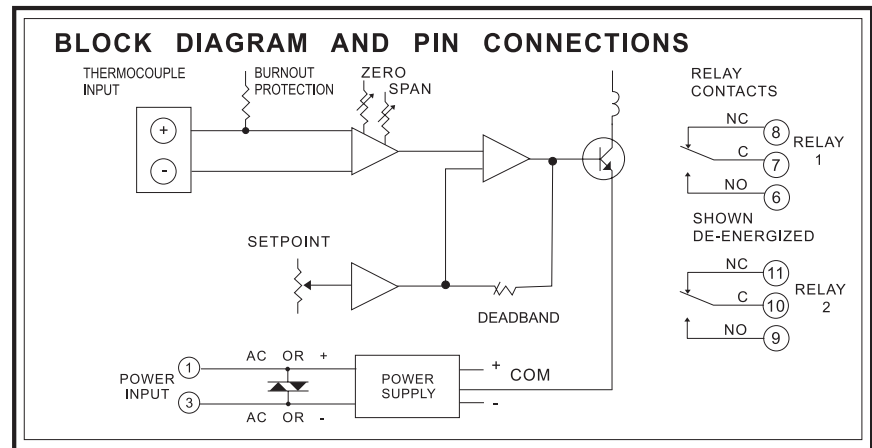 BLOCK DIAGRAM AND PIN CONNECTIONS
THERMOCOUPLE
INPUT
BURNOUT
PROTECTION
ZERO
SPAN
+
-
SETPOINT
DEADBAND
POWER
INPUT
1
3
AC OR +
AC OR -
POWER
SUPPLY
+
COM
-
RELAY
CONTACTS
NC
8
C
7
NO
6
RELAY
1
SHOWN
DE-ENERGIZED
NC
11
C
10
NO
9
RELAY
2